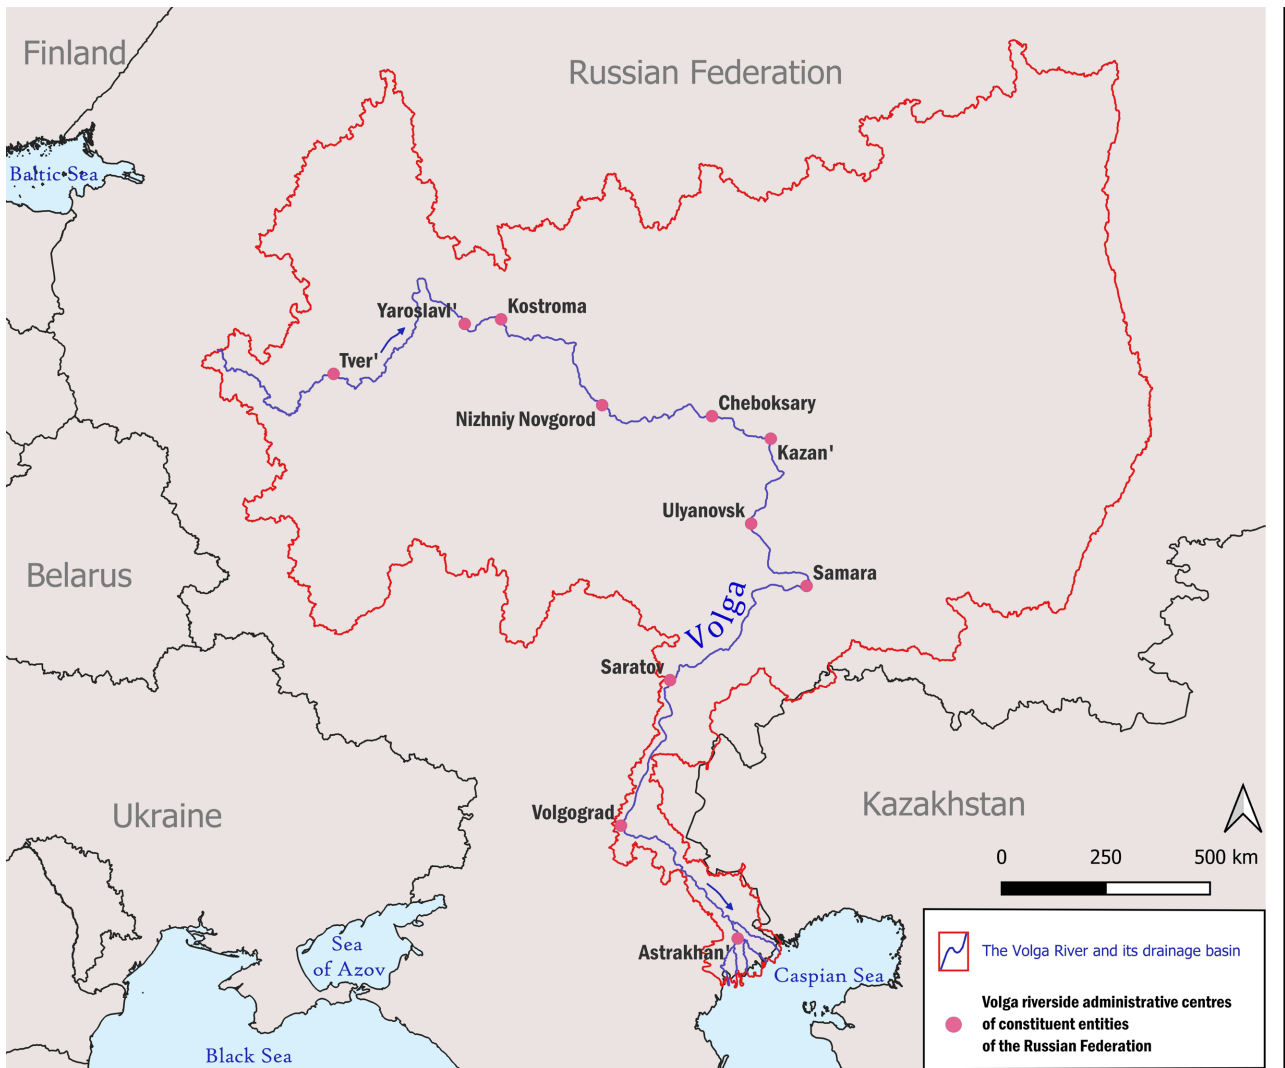 Finland
Russian Federation
Baltic Sea
Yaroslavl'
Kostroma
Tver'
Nizhniy Novgorod
Cheboksary
Kazan'
Ulyanovsk
Belarus
Samara
Volga
Saratov
Ukraine
Volgograd
Kazakhstan
0 250 500 km
Sea
of Azov
Astrakhan'
Caspian Sea
Black Sea
The Volga River and its drainage basin
Volga riverside administrative centres
of constituent entities
of the Russian Federation